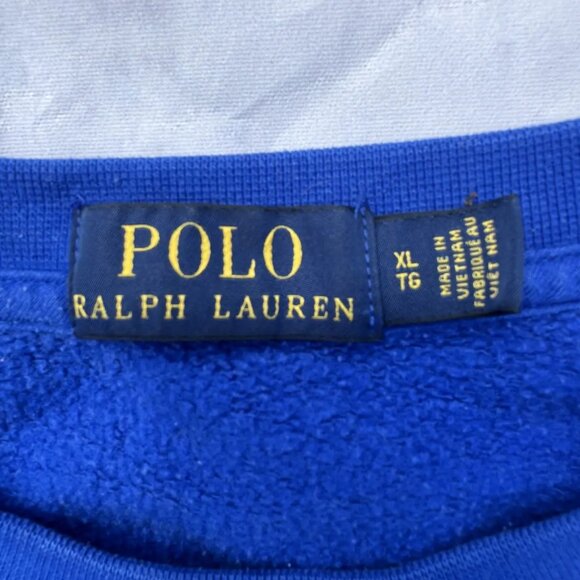 POLO
RALPH LAUREN
XL
TG
MADE IN
VIETNAM
FABRIQUÉ AU
VIET NAM